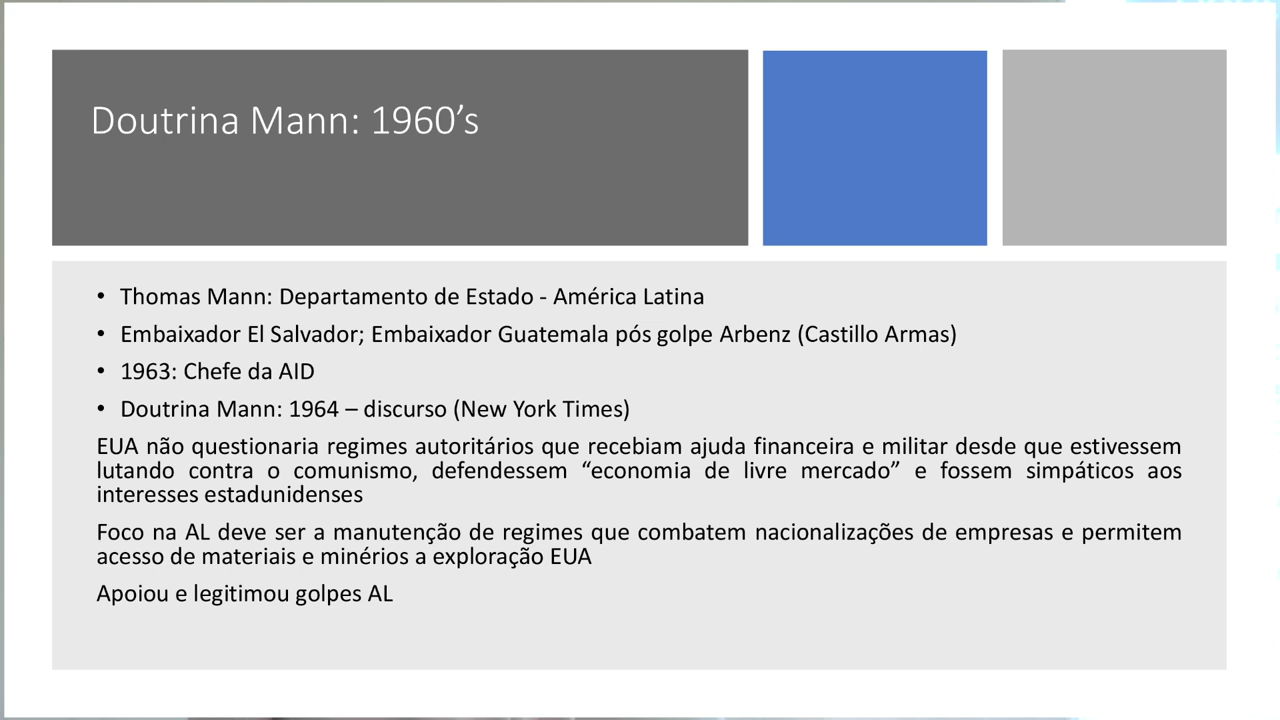 Doutrina Mann: 1960’s
• Thomas Mann: Departamento de Estado - América Latina
• Embaixador El Salvador; Embaixador Guatemala pós golpe Arbenz (Castillo Armas)
• 1963: Chefe da AID
• Doutrina Mann: 1964 – discurso (New York Times)
EUA não questionaria regimes autoritários que recebiam ajuda financeira e militar desde que estivessem
lutando contra o comunismo, defendessem “economia de livre mercado” e fossem simpáticos aos
interesses estadunidenses
Foco na AL deve ser a manutenção de regimes que combatem nacionalizações de empresas e permitem
acesso de materiais e minérios a exploração EUA
Apoiou e legitimou golpes AL